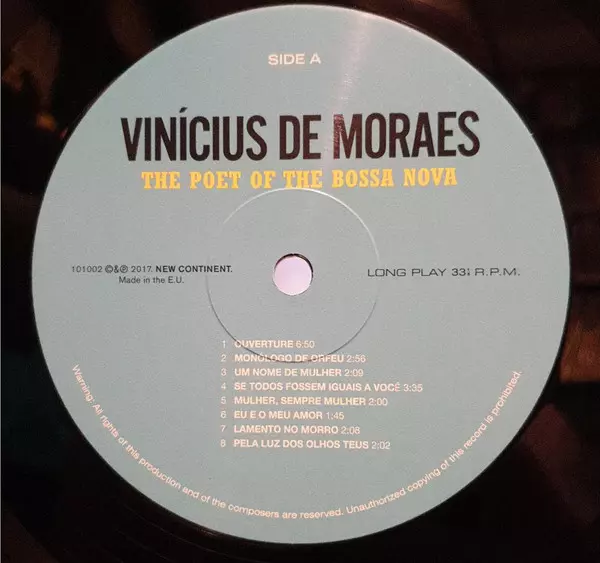 SIDE A
VINÍCIUS DE MORAES
THE POET OF THE BOSSA NOVA
101002 ©&℗ 2017. NEW CONTINENT.
Made in the E.U.
LONG PLAY 33⅓ R.P.M.
1 OUVERTURE 6:50
2 MONÓLOGO DE ORFEU 2:56
3 UM NOME DE MULHER 2:09
4 SE TODOS FOSSEM IGUAIS A VOCÊ 3:35
5 MULHER, SEMPRE MULHER 2:00
6 EU E O MEU AMOR 1:45
7 LAMENTO NO MORRO 2:08
8 PELA LUZ DOS OLHOS TEUS 2:02
Warning: All rights of this production and of the composers are reserved. Unauthorized copying of this record is prohibited.